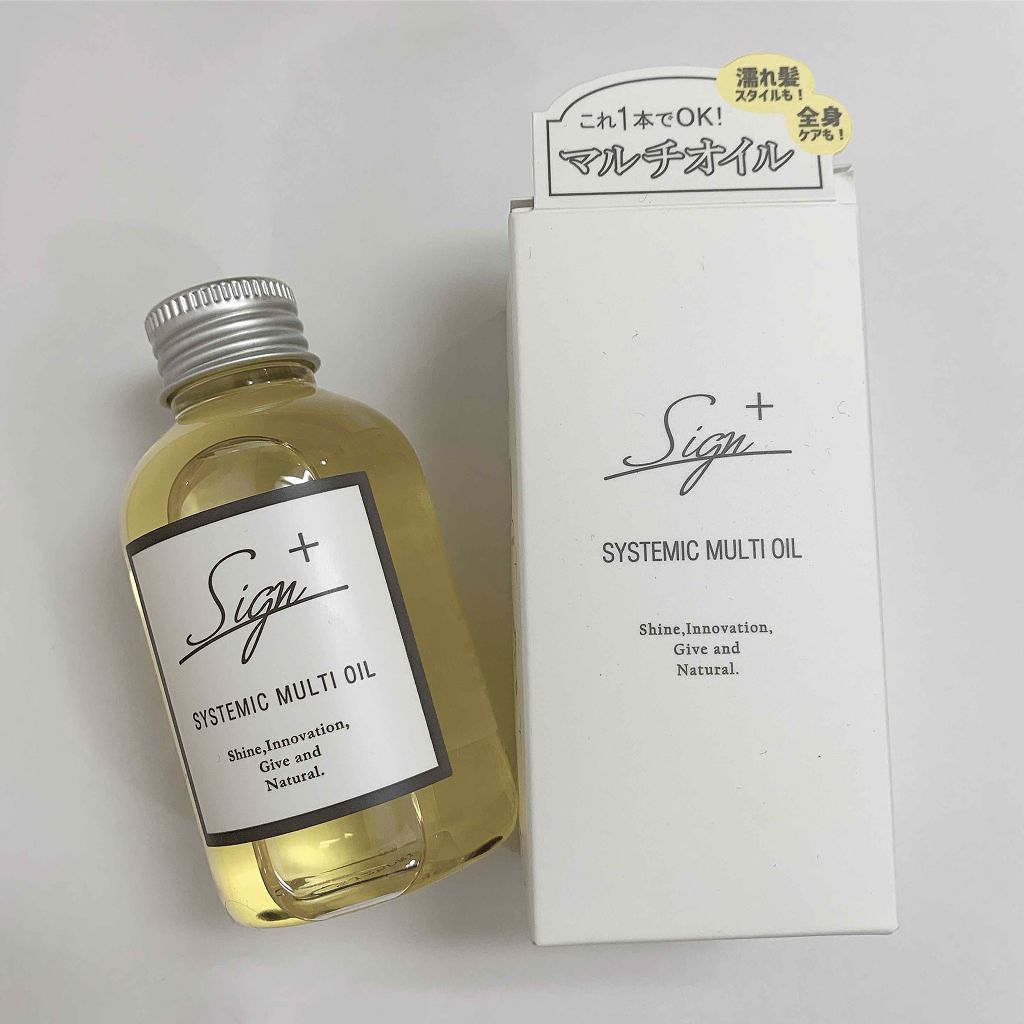 Sign+
SYSTEMIC MULTI OIL
Shine,Innovation,
Give and
Natural.
これ1本でOK!
マルチオイル
濡れ髪
スタイルも!
全身
ケアも!
Sign+
SYSTEMIC MULTI OIL
Shine,Innovation,
Give and
Natural.